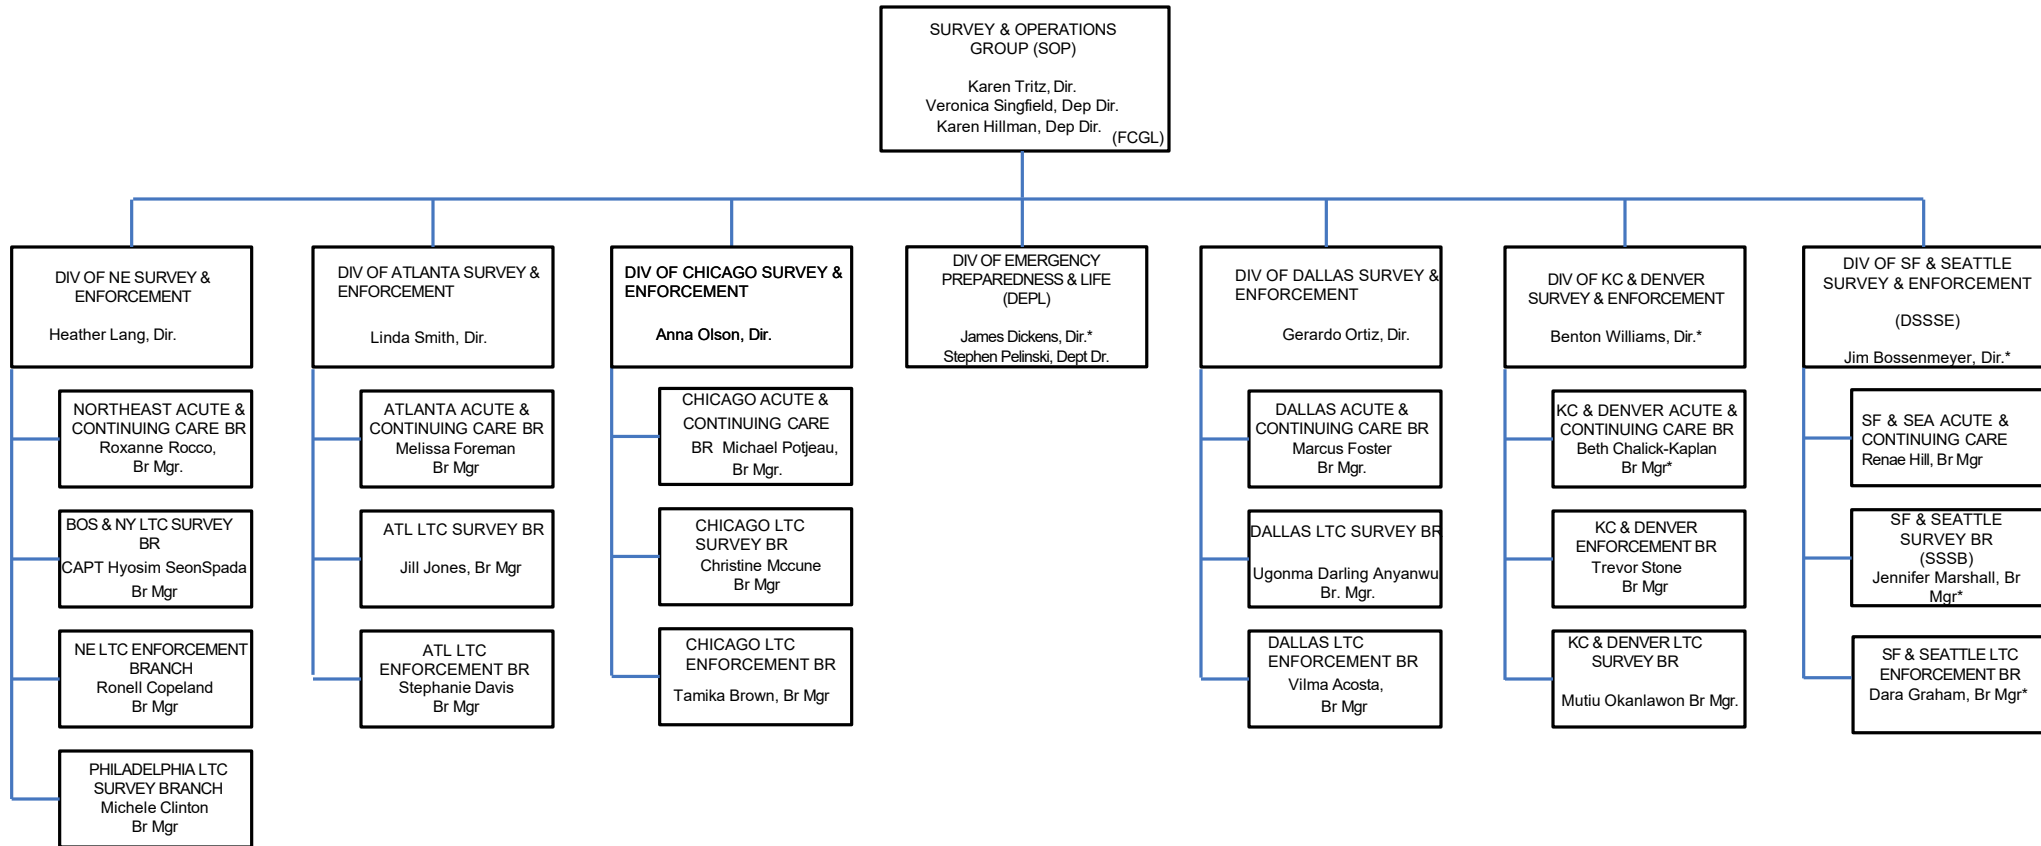 SURVEY & OPERATIONS
GROUP (SOP)
Karen Tritz, Dir.
Veronica Singfield, Dep Dir.
Karen Hillman, Dep Dir.
(FCGL)
DIV OF NE SURVEY &
ENFORCEMENT
Heather Lang, Dir.
NORTHEAST ACUTE &
CONTINUING CARE BR
Roxanne Rocco,
Br Mgr.
BOS & NY LTC SURVEY
BR
CAPT Hyosim SeonSpada
Br Mgr
NE LTC ENFORCEMENT
BRANCH
Ronell Copeland
Br Mgr
PHILADELPHIA LTC
SURVEY BRANCH
Michele Clinton
Br Mgr
DIV OF ATLANTA SURVEY &
ENFORCEMENT
Linda Smith, Dir.
ATLANTA ACUTE &
CONTINUING CARE BR
Melissa Foreman
Br Mgr
ATL LTC SURVEY BR
Jill Jones, Br Mgr
ATL LTC
ENFORCEMENT BR
Stephanie Davis
Br Mgr
DIV OF CHICAGO SURVEY &
ENFORCEMENT
Anna Olson, Dir.
CHICAGO ACUTE &
CONTINUING CARE
BR Michael Potjeau,
Br Mgr.
CHICAGO LTC
SURVEY BR
Christine Mccune
Br Mgr
CHICAGO LTC
ENFORCEMENT BR
Tamika Brown, Br Mgr
DIV OF EMERGENCY
PREPAREDNESS & LIFE
(DEPL)
James Dickens, Dir.*
Stephen Pelinski, Dept Dr.
DIV OF DALLAS SURVEY &
ENFORCEMENT
Gerardo Ortiz, Dir.
DALLAS ACUTE &
CONTINUING CARE BR
Marcus Foster
Br Mgr.
DALLAS LTC SURVEY BR
Ugonma Darling Anyanwu
Br. Mgr.
DALLAS LTC
ENFORCEMENT BR
Vilma Acosta,
Br Mgr
DIV OF KC & DENVER
SURVEY & ENFORCEMENT
Benton Williams, Dir.*
KC & DENVER ACUTE &
CONTINUING CARE BR
Beth Chalick-Kaplan
Br Mgr*
KC & DENVER
ENFORCEMENT BR
Trevor Stone
Br Mgr
KC & DENVER LTC
SURVEY BR
Mutiu Okanlawon Br Mgr.
DIV OF SF & SEATTLE
SURVEY & ENFORCEMENT
(DSSSE)
Jim Bossenmeyer, Dir.*
SF & SEA ACUTE &
CONTINUING CARE
Renae Hill, Br Mgr
SF & SEATTLE
SURVEY BR
(SSSB)
Jennifer Marshall, Br
Mgr*
SF & SEATTLE LTC
ENFORCEMENT BR
Dara Graham, Br Mgr*